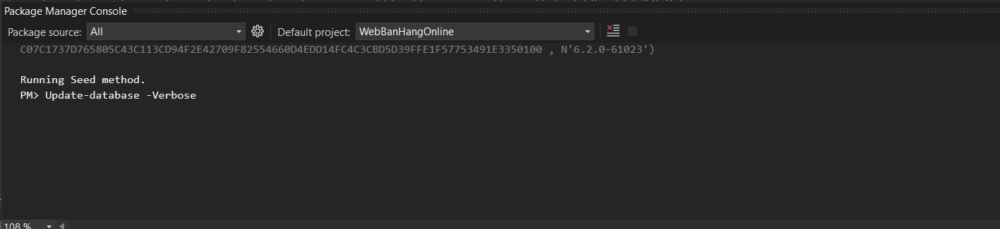 Package Manager Console
Package source: All Default project: WebBanHangOnline
C07C1737D765805C43C113CD94F2E42709F82554660D4EDD14FC4C3CBD5D39FFE1F57753491E3350100 , N'6.2.0-61023')
Running Seed method.
PM> Update-database -Verbose
108 %